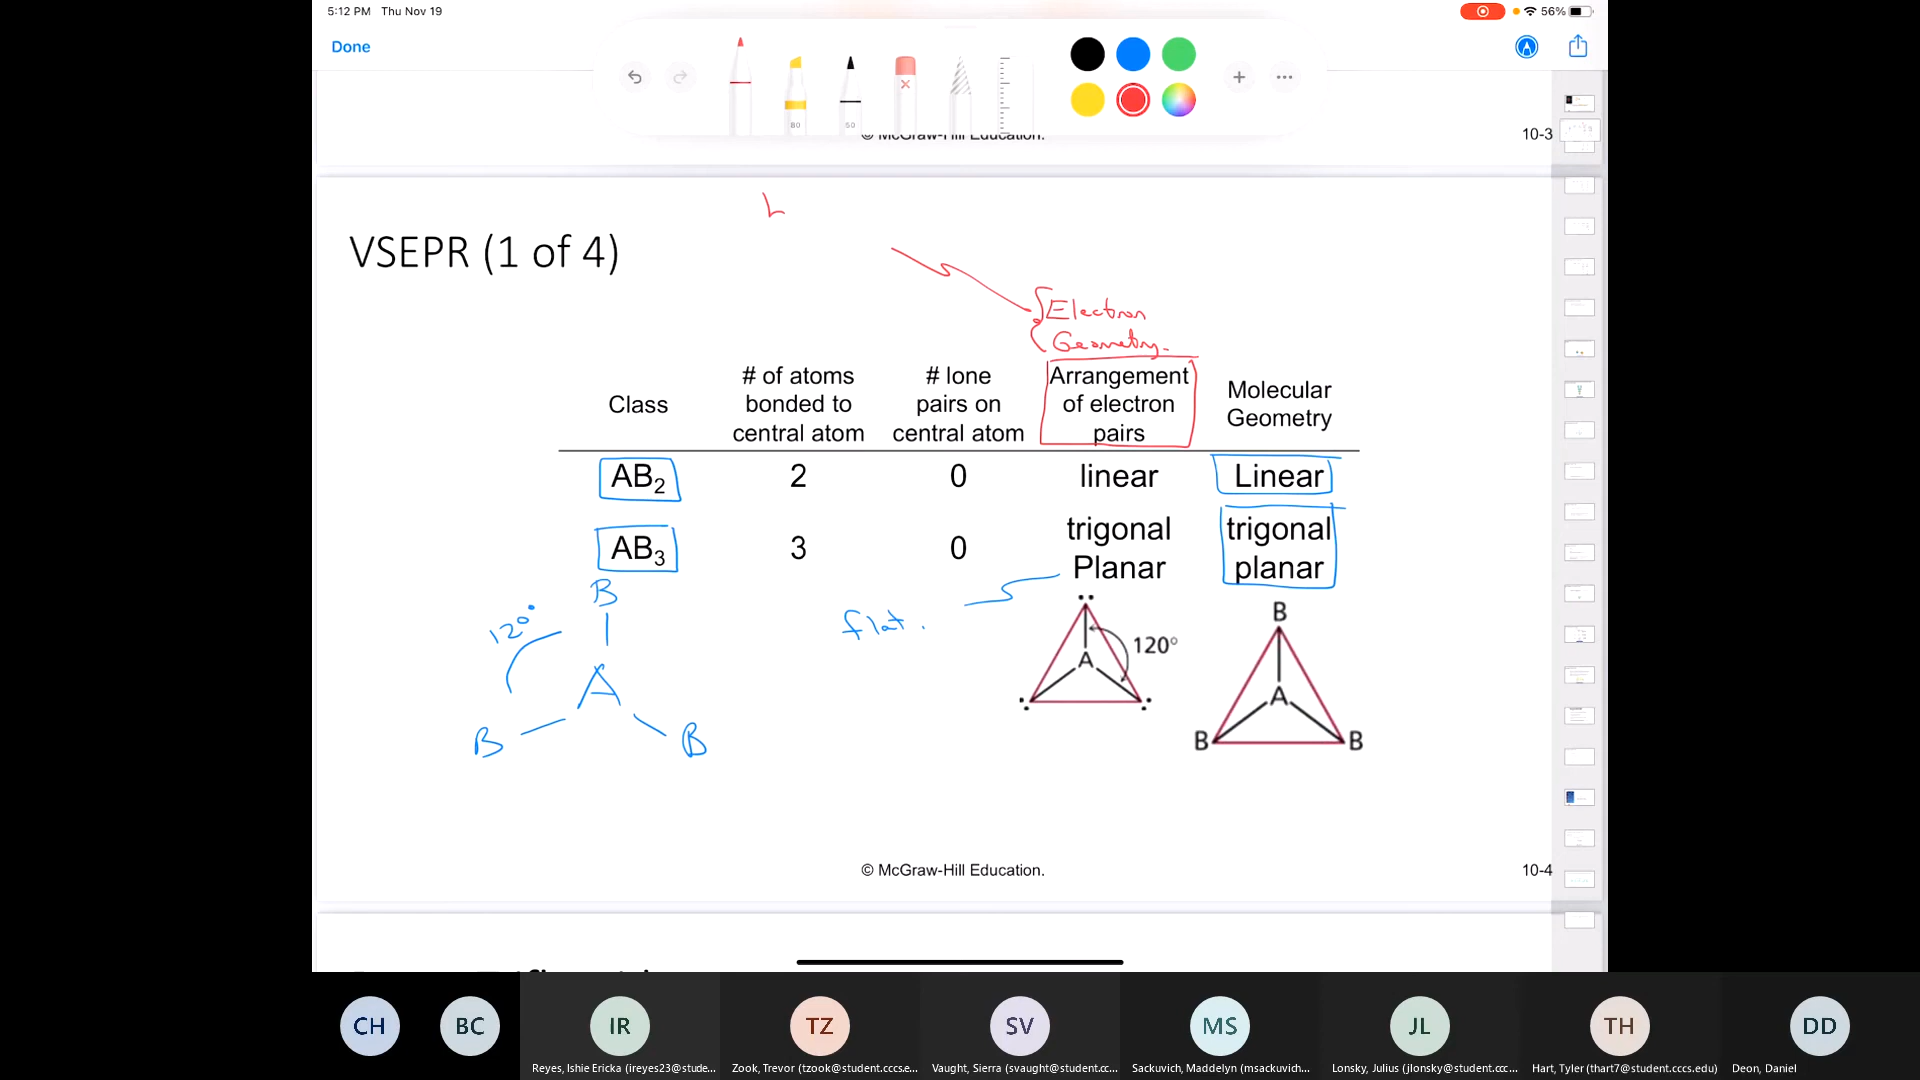 5:12 PM Thu Nov 19
56%
Done
80
50
© McGraw-Hill Education.
10-3
VSEPR (1 of 4)
Electron
Geometry.
Class
# of atoms
bonded to
central atom
# lone
pairs on
central atom
Arrangement
of electron
pairs
Molecular
Geometry
AB₂ 2 0 linear Linear
AB₃ 3 0 trigonal
Planar
trigonal
planar
B
120°
A
B B
flat.
A
120°
B
A
B B
© McGraw-Hill Education.
10-4
CH BC IR TZ SV MS JL TH DD
Reyes, Ishie Ericka (ireyes23@stude...
Zook, Trevor (tzook@student.cccs.e...
Vaught, Sierra (svaught@student.cc...
Sackuvich, Maddelyn (msackuvich...
Lonsky, Julius (jlonsky@student.ccc...
Hart, Tyler (thart7@student.cccs.edu)
Deon, Daniel